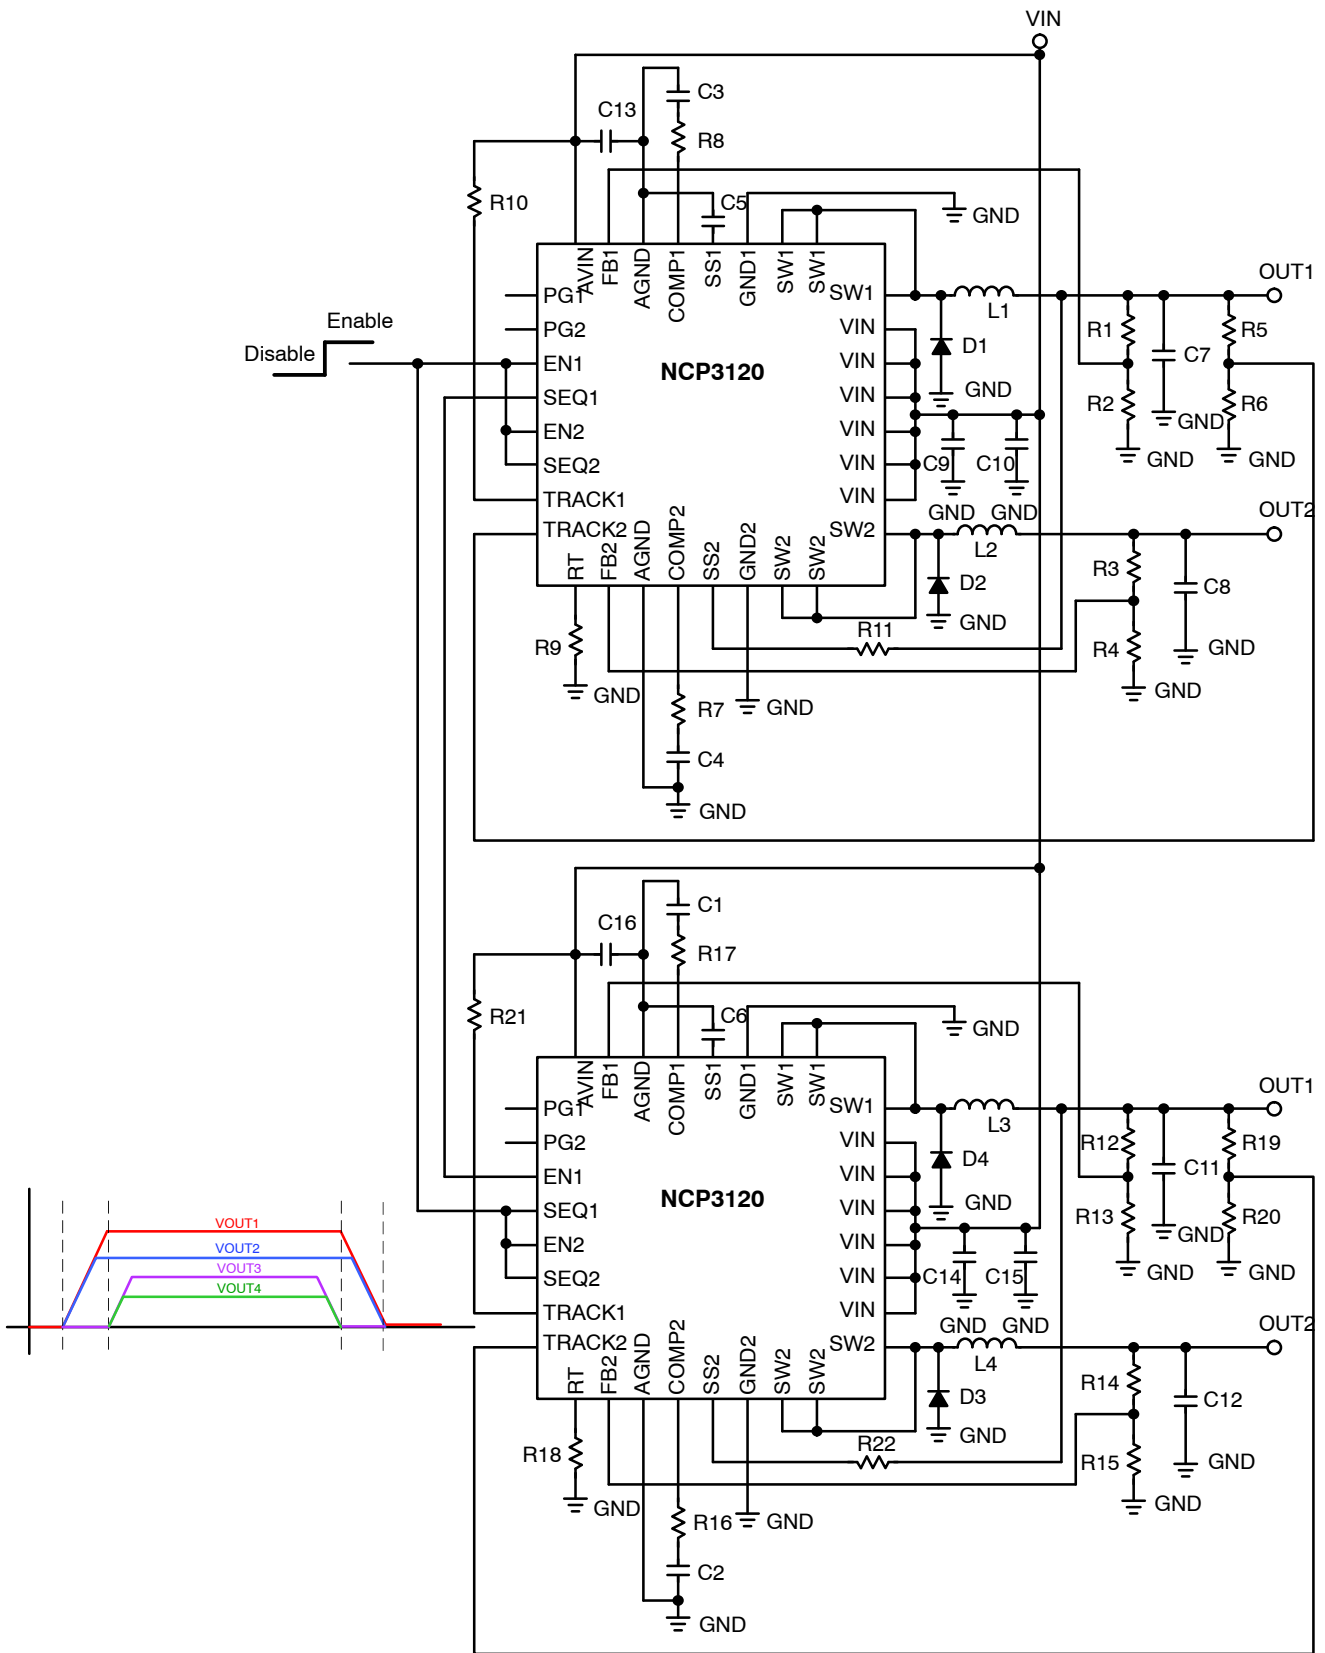 VIN
C3
C13
R8
R10
C5
GND
AVIN
FB1
AGND
COMP1
SS1
GND1
SW1
SW1
PG1
SW1
L1
OUT1
Enable
Disable
PG2
VIN
R1
R5
D1
C7
EN1
NCP3120
VIN
GND
SEQ1
VIN
R2
R6
GND
EN2
VIN
GND
GND
SEQ2
VIN
C9
C10
TRACK1
VIN
GND
GND
OUT2
TRACK2
SW2
L2
RT
FB2
AGND
COMP2
SS2
GND2
SW2
SW2
R3
D2
C8
GND
R11
R9
R4
GND
GND
GND
R7
GND
C4
GND
C1
C16
R17
R21
C6
GND
AVIN
FB1
AGND
COMP1
SS1
GND1
SW1
SW1
PG1
SW1
L3
OUT1
PG2
VIN
R12
R19
D4
C11
EN1
NCP3120
VIN
GND
SEQ1
VIN
R13
R20
GND
EN2
VIN
GND
GND
SEQ2
VIN
C14
C15
TRACK1
VIN
GND
GND
OUT2
TRACK2
SW2
L4
VOUT1
VOUT2
VOUT3
VOUT4
RT
FB2
AGND
COMP2
SS2
GND2
SW2
SW2
R14
D3
C12
GND
R22
R18
R15
GND
GND
GND
R16
GND
C2
GND